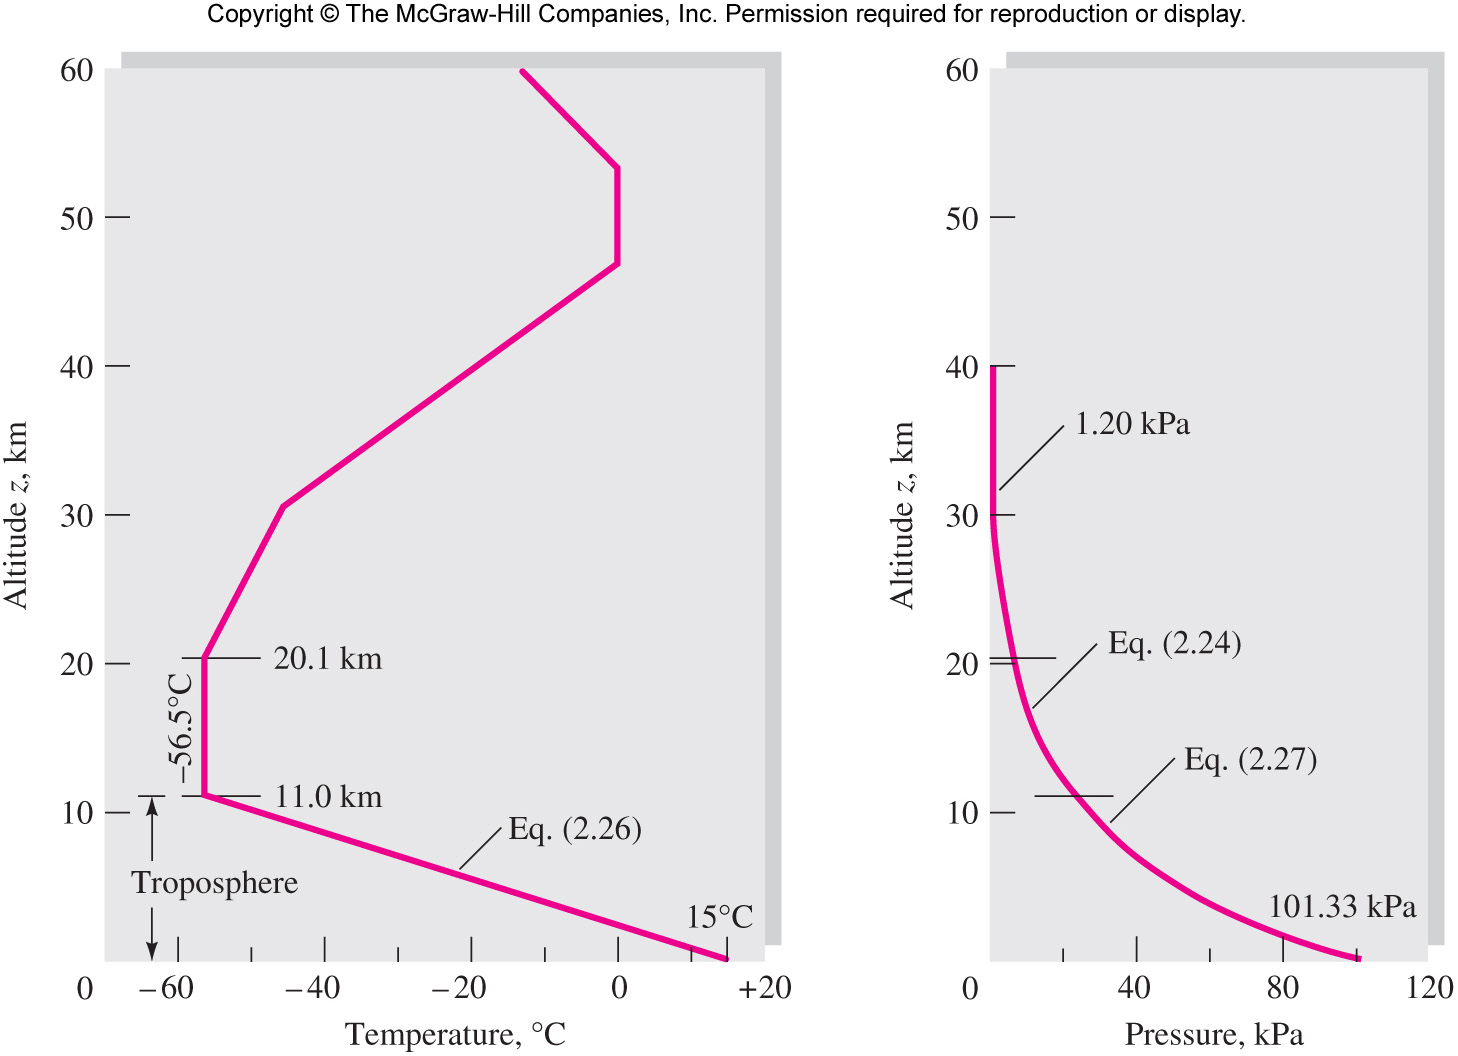 Copyright © The McGraw-Hill Companies, Inc. Permission required for reproduction or display.
60
50
40
30
20
10
0
Altitude z, km
20.1 km
−56.5°C
11.0 km
Eq. (2.26)
Troposphere
15°C
−60
−40
−20
0
+20
Temperature, °C
60
50
40
30
20
10
0
Altitude z, km
1.20 kPa
Eq. (2.24)
Eq. (2.27)
101.33 kPa
40
80
120
Pressure, kPa